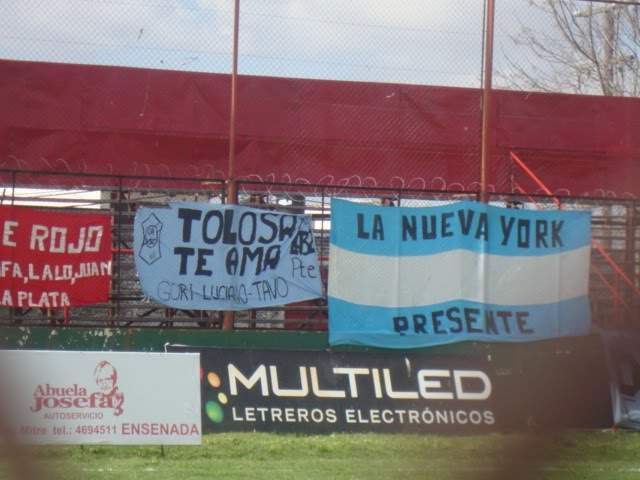 E ROJO
FA, LALO, JUAN
LA PLATA
TOLOSA
TE AMA
GORI-LUCIANO-TAVO
Pte
LA NUEVA YORK
PRESENTE
Abuela
Josefa
AUTOSERVICIO
Mitre tel.: 4694511 ENSENADA
MULTILED
LETREROS ELECTRÓNICOS